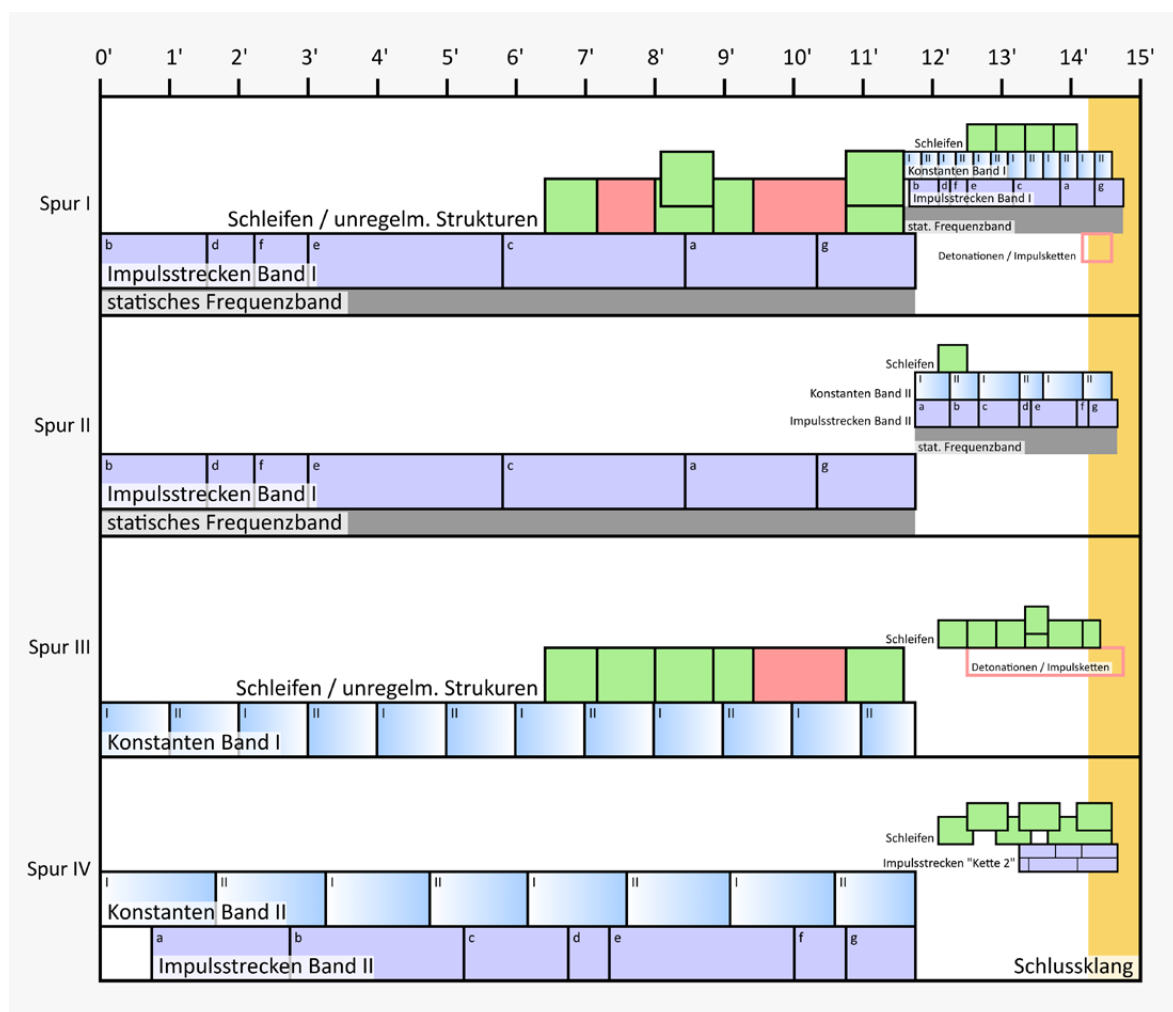 0' 1' 2' 3' 4' 5' 6' 7' 8' 9' 10' 11' 12' 13' 14' 15'
Schleifen
I II I II I II I II I I II I II
Konstanten Band I
b d f e c a g
Impulsstrecken Band I
Spur I
Schleifen / unregelm. Strukturen
stat. Frequenzband
b d f e c a g
Impulsstrecken Band I
Detonationen / Impulsketten
statisches Frequenzband
Schleifen
I II I II I II
Konstanten Band II
a b c d e f g
Impulsstrecken Band II
Spur II
stat. Frequenzband
b d f e c a g
Impulsstrecken Band I
statisches Frequenzband
Schleifen
Spur III
Detonationen / Impulsketten
Schleifen / unregelm. Strukuren
I II I II I II I II I II I II
Konstanten Band I
Schleifen
Spur IV
Impulsstrecken "Kette 2"
I II I II I II I II
Konstanten Band II
a b c d e f g
Impulsstrecken Band II
Schlussklang